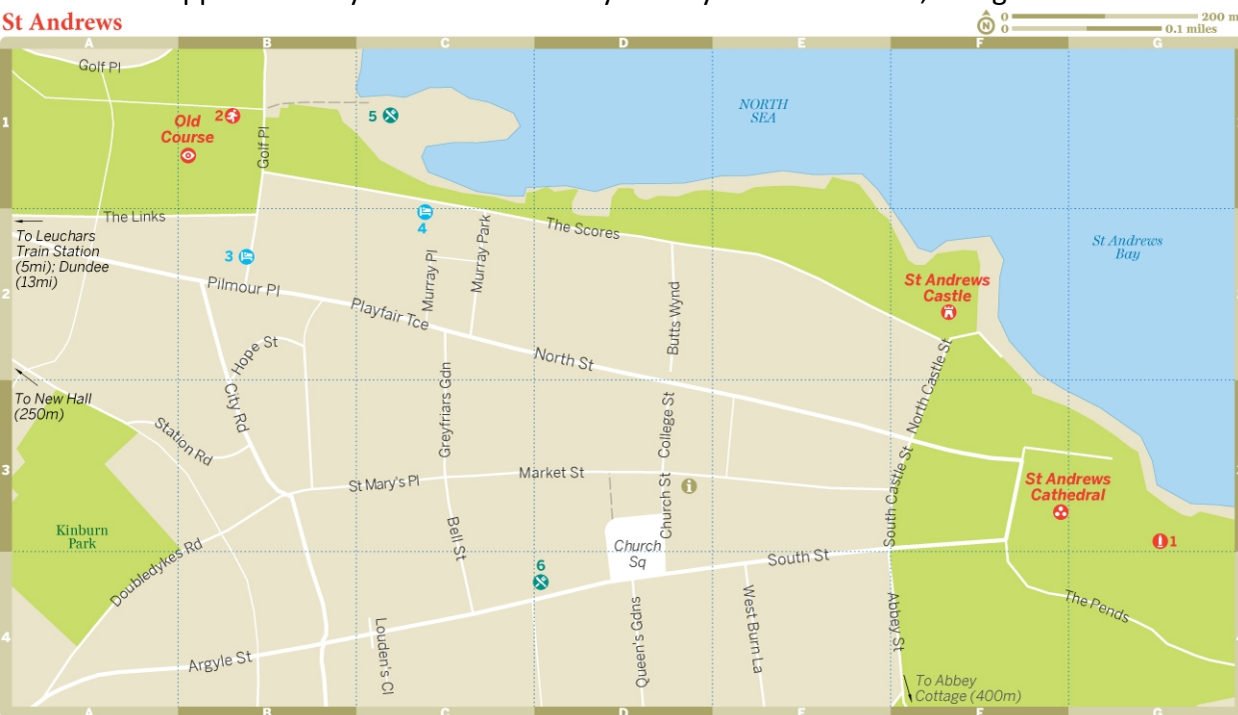 St Andrews
N
0 200 m
0 0.1 miles
A B C D E F G
1
2
3
4
Golf Pl
Old
Course
2
Golf Pl
5
NORTH
SEA
The Links
To Leuchars
Train Station
(5mi); Dundee
(13mi)
3
4
Pilmour Pl
Murray Pl
Murray Park
The Scores
St Andrews
Bay
St Andrews
Castle
Playfair Tce
Butts Wynd
North St
Hope St
North Castle St
To New Hall
(250m)
City Rd
Station Rd
Greyfriars Gdn
College St
St Mary's Pl
Market St
Church St
South Castle St
St Andrews
Cathedral
1
Kinburn
Park
Doubledykes Rd
Bell St
Church
Sq
6
South St
The Pends
Argyle St
Louden's Cl
Queen's Gdns
West Burn La
Abbey St
To Abbey
Cottage (400m)
A B C D E F G